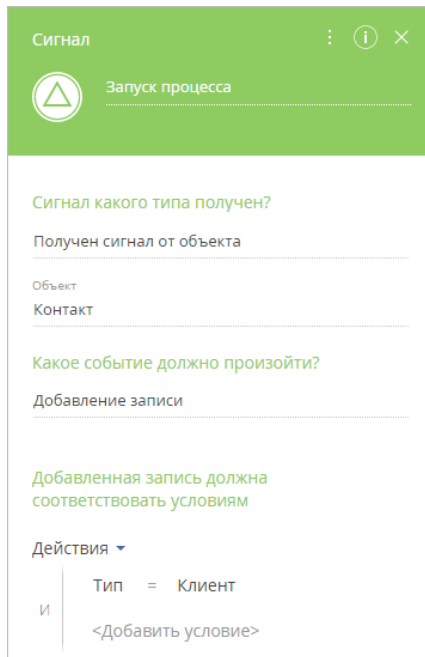 Сигнал
Запуск процесса
Сигнал какого типа получен?
Получен сигнал от объекта
Объект
Контакт
Какое событие должно произойти?
Добавление записи
Добавленная запись должна
соответствовать условиям
Действия
Тип = Клиент
И
<Добавить условие>